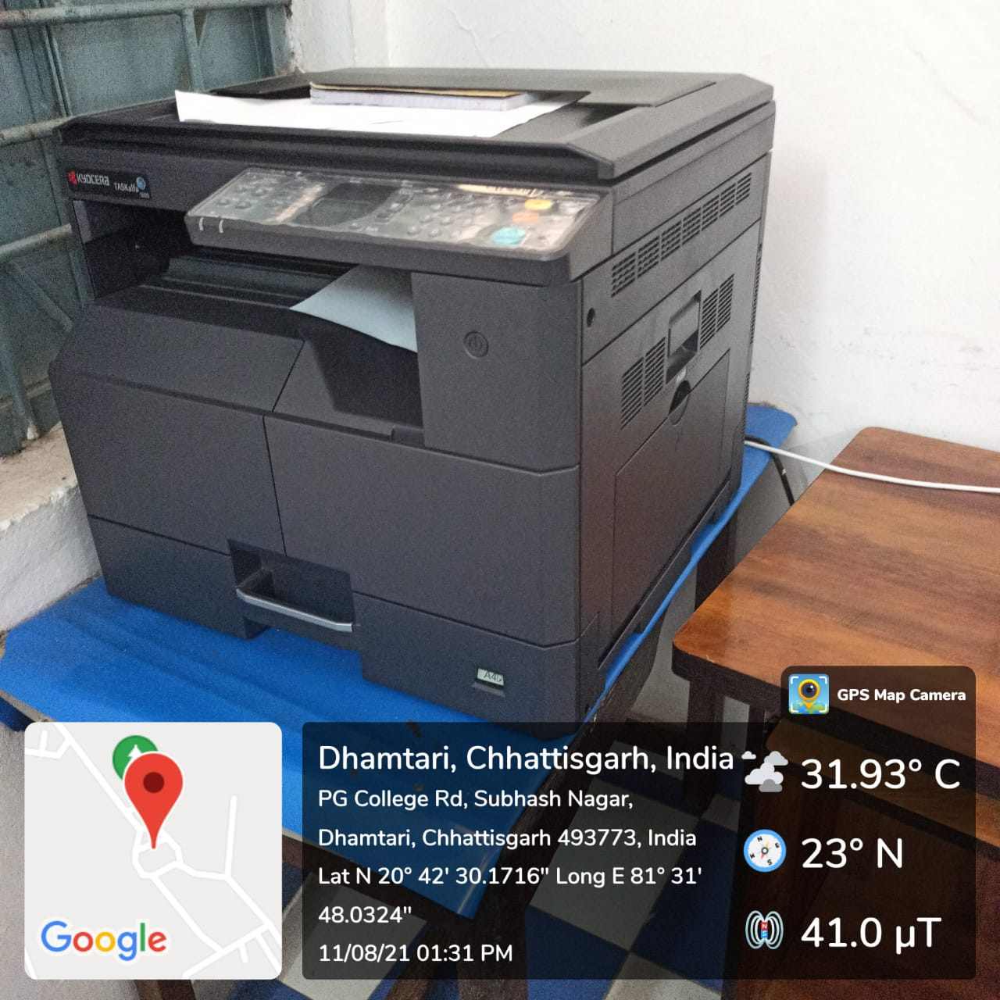 KYOCERA
TASKalfa
A4
GPS Map Camera
Dhamtari, Chhattisgarh, India
PG College Rd, Subhash Nagar,
Dhamtari, Chhattisgarh 493773, India
Lat N 20° 42' 30.1716" Long E 81° 31'
48.0324"
11/08/21 01:31 PM
31.93° C
23° N
41.0 µT
Google